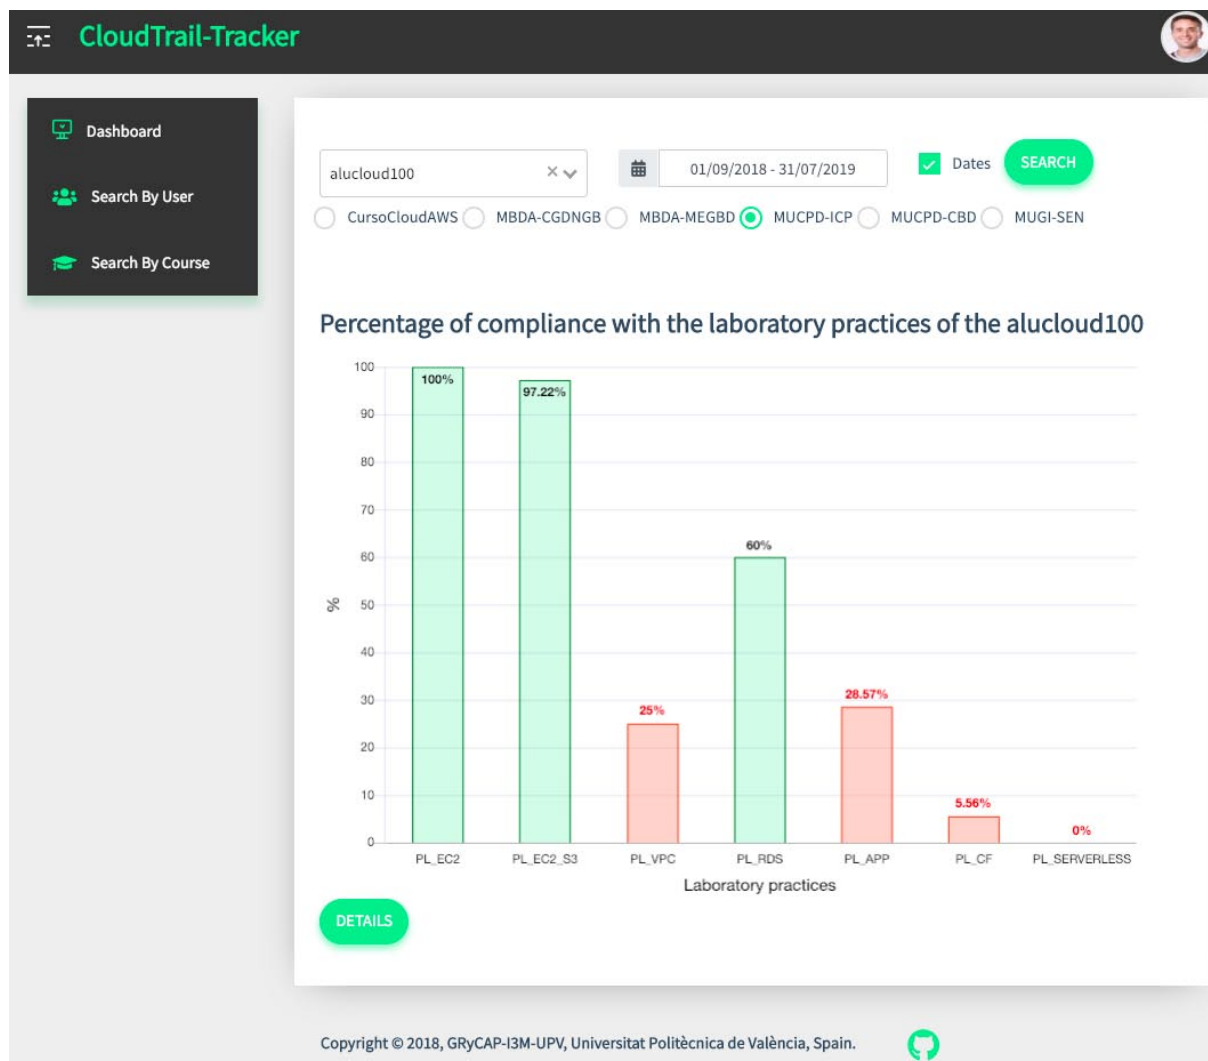 CloudTrail-Tracker
Dashboard
Search By User
Search By Course
alucloud100 × 01/09/2018 - 31/07/2019 Dates SEARCH
CursoCloudAWS MBDA-CGDNGB MBDA-MEGBD MUCPD-ICP MUCPD-CBD MUGI-SEN
Percentage of compliance with the laboratory practices of the alucloud100
100
90
80
70
60
50
40
30
20
10
0
%
100%
97.22%
25%
60%
28.57%
5.56%
0%
PL_EC2 PL_EC2_S3 PL_VPC PL_RDS PL_APP PL_CF PL_SERVERLESS
Laboratory practices
DETAILS
Copyright © 2018, GRyCAP-I3M-UPV, Universitat Politècnica de València, Spain.